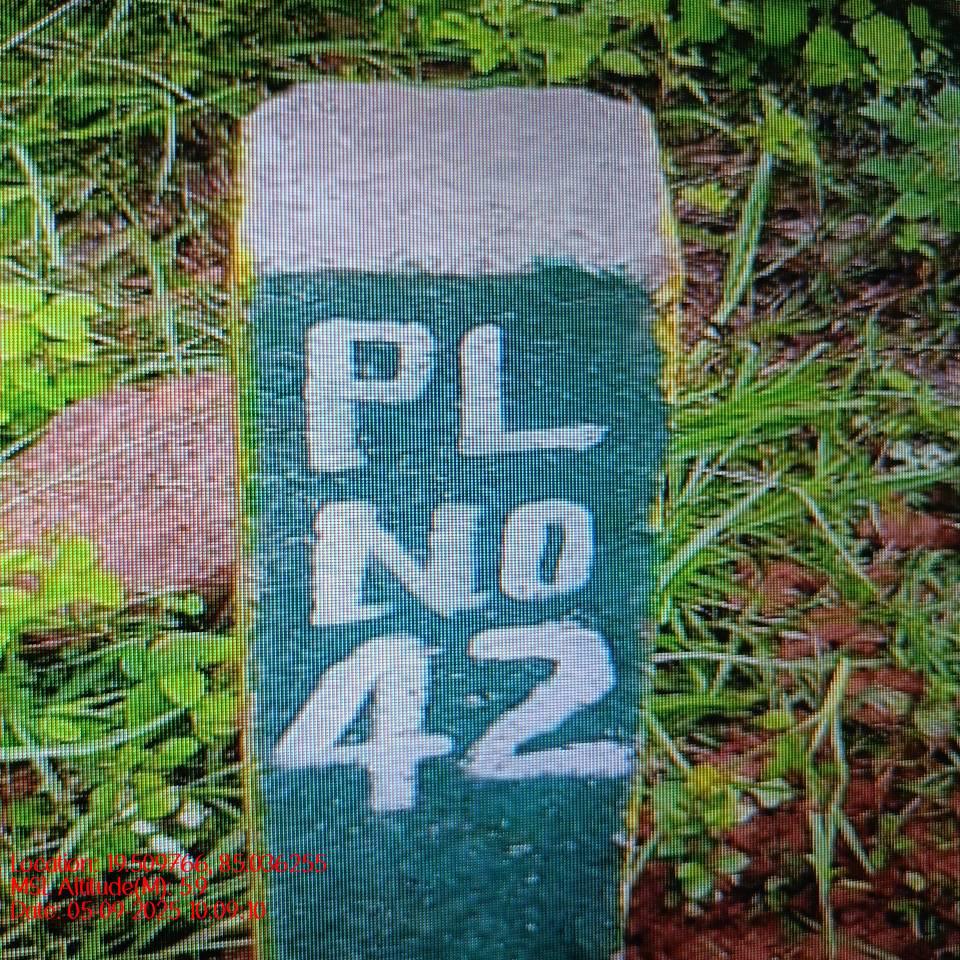 PL
No
42
Location: 19.509766, 85.036255
MSL Altitude(M): 59
Date: 05-09-2025 10:09:10